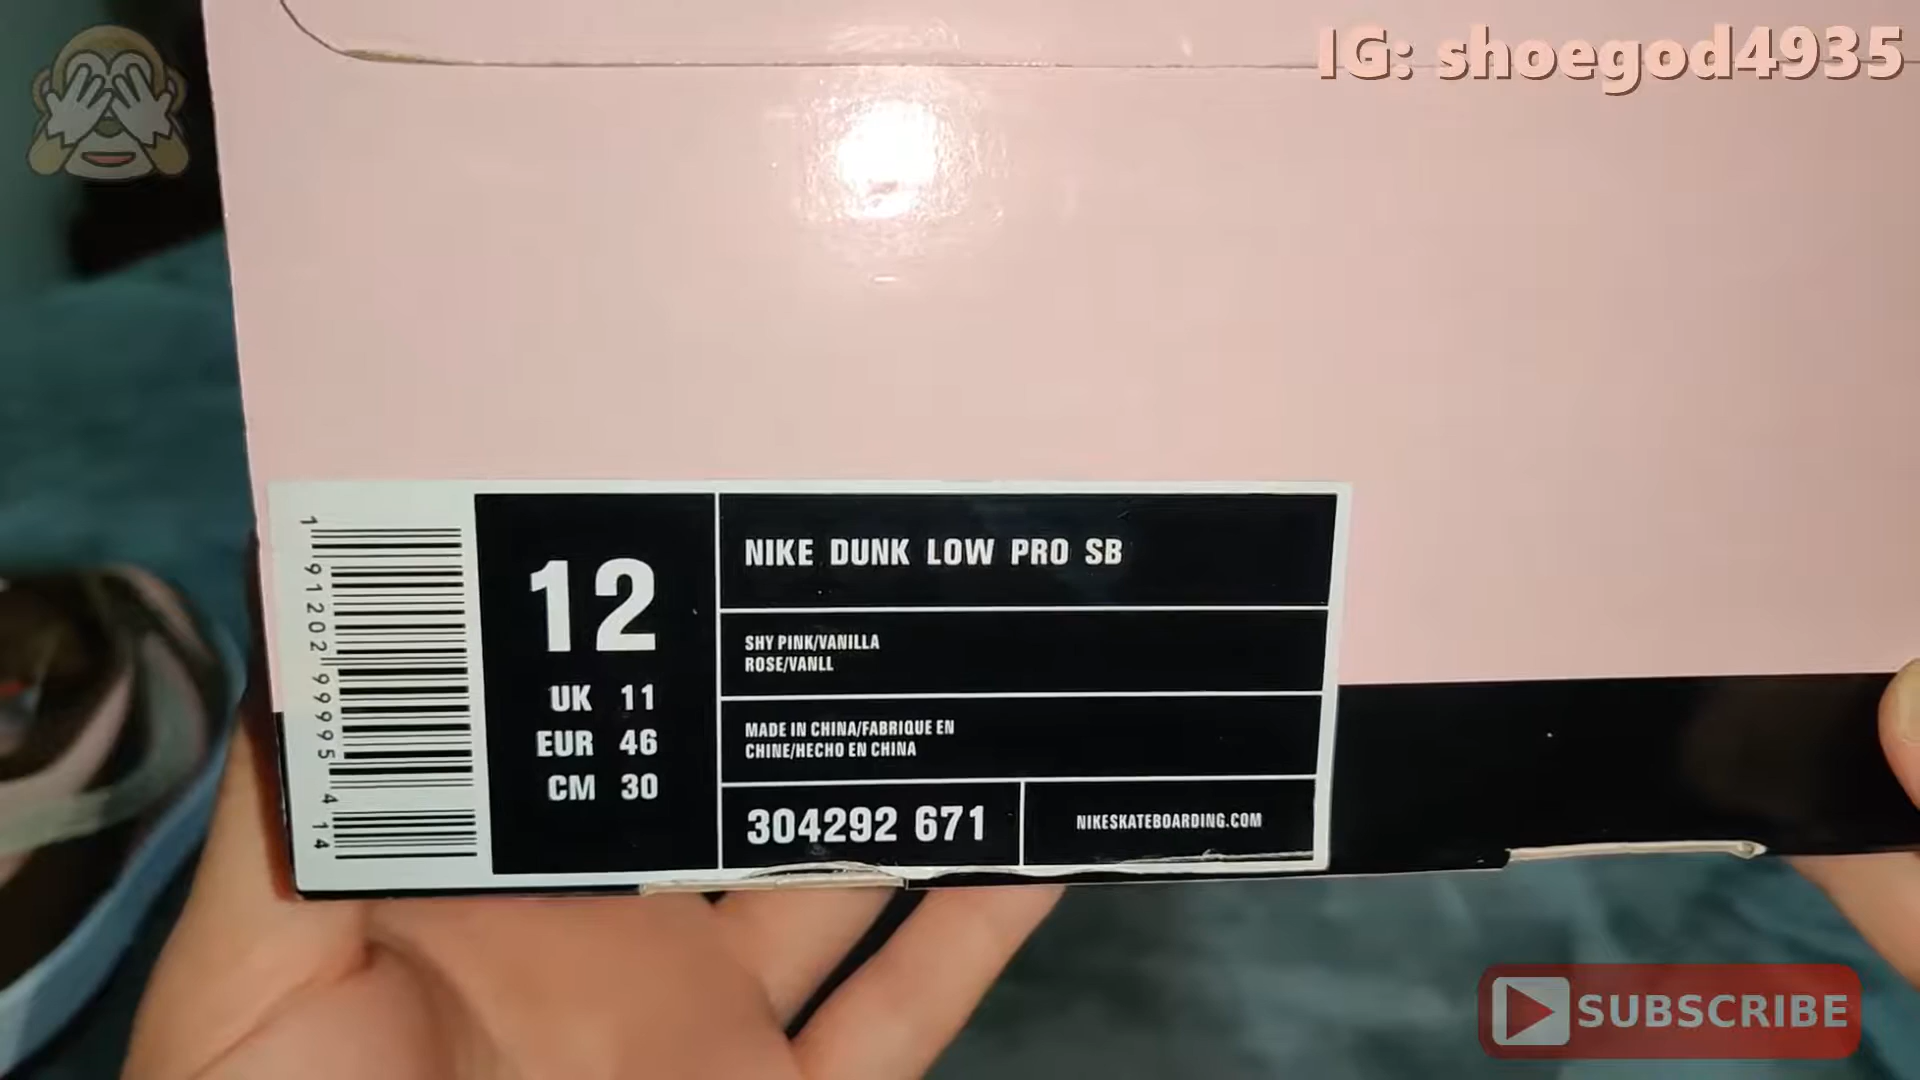 IG: shoegod4935
1 91202 99995 4 14
12
UK 11
EUR 46
CM 30
NIKE DUNK LOW PRO SB
SHY PINK/VANILLA
ROSE/VANLL
MADE IN CHINA/FABRIQUE EN
CHINE/HECHO EN CHINA
304292 671
NIKESKATEBOARDING.COM
SUBSCRIBE